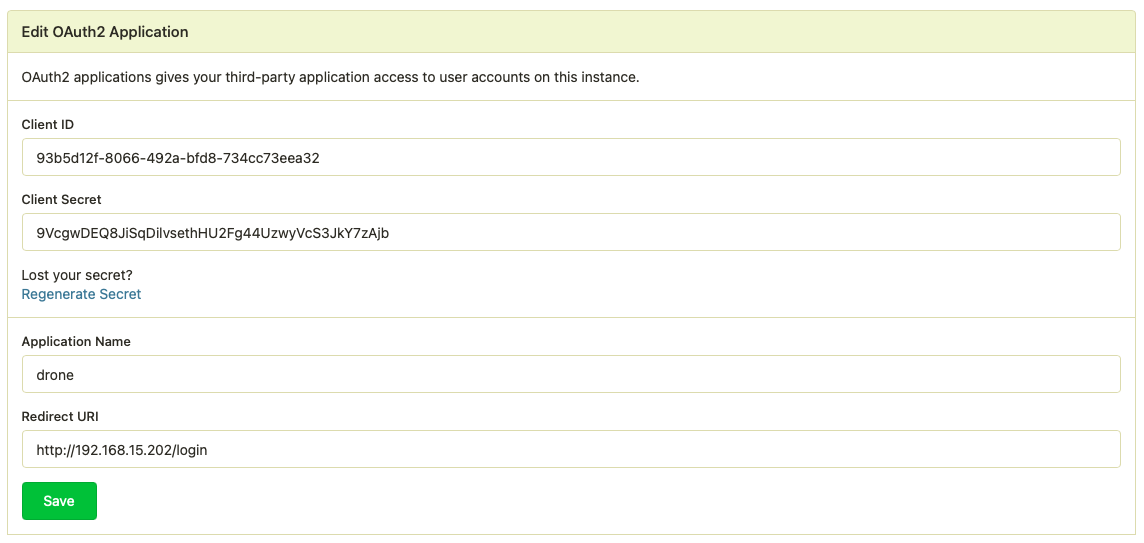 Edit OAuth2 Application
OAuth2 applications gives your third-party application access to user accounts on this instance.
Client ID
93b5d12f-8066-492a-bfd8-734cc73eea32
Client Secret
9VcgwDEQ8JiSqDilvsethHU2Fg44UzwyVcS3JkY7zAjb
Lost your secret?
Regenerate Secret
Application Name
drone
Redirect URI
http://192.168.15.202/login
Save